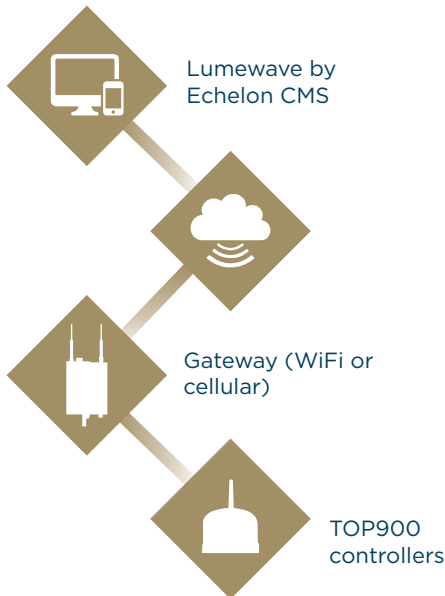 Lumewave by
Echelon CMS
Gateway (WiFi or
cellular)
TOP900
controllers